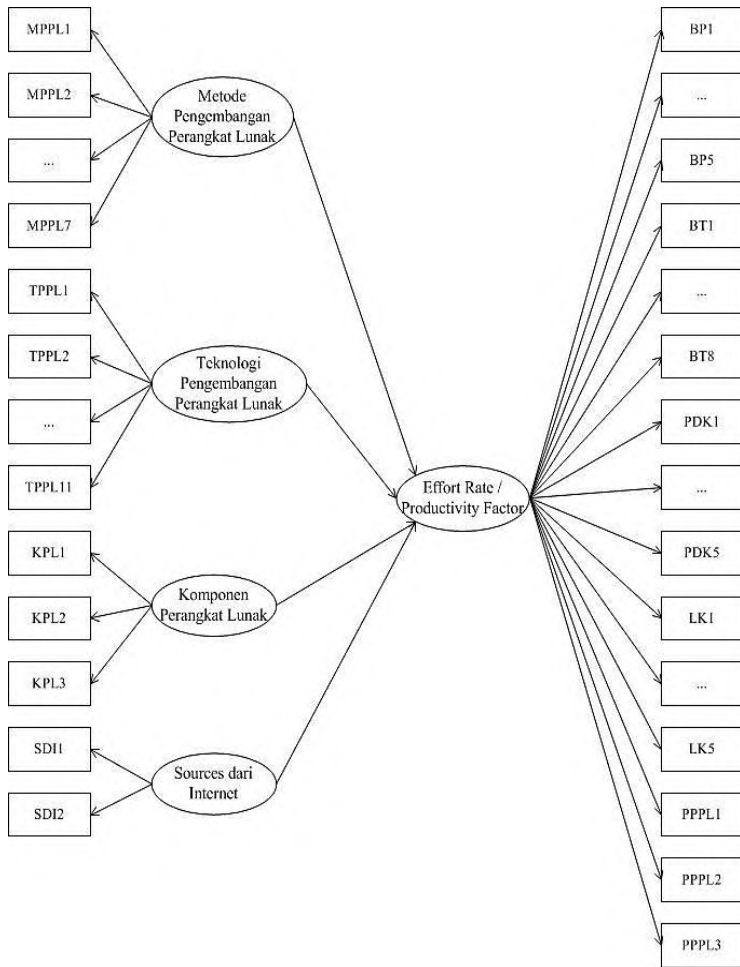 MPPL1
MPPL2
...
MPPL7
TPPL1
TPPL2
...
TPPL11
KPL1
KPL2
KPL3
SDI1
SDI2
Metode
Pengembangan
Perangkat Lunak
Teknologi
Pengembangan
Perangkat Lunak
Komponen
Perangkat Lunak
Sources dari
Internet
Effort Rate /
Productivity Factor
BP1
...
BP5
BT1
...
BT8
PDK1
...
PDK5
LK1
...
LK5
PPPL1
PPPL2
PPPL3